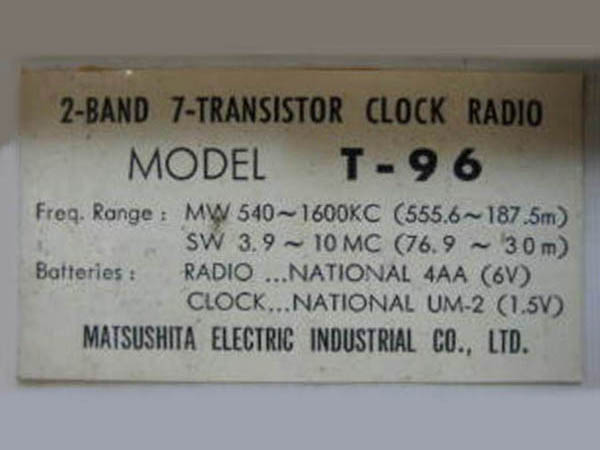 2-BAND 7-TRANSISTOR CLOCK RADIO
MODEL T-96
Freq. Range : MW 540~1600KC (555.6~187.5m)
SW 3.9 ~ 10 MC (76.9 ~ 30m)
Batteries : RADIO ...NATIONAL 4AA (6V)
CLOCK...NATIONAL UM-2 (1.5V)
MATSUSHITA ELECTRIC INDUSTRIAL CO., LTD.